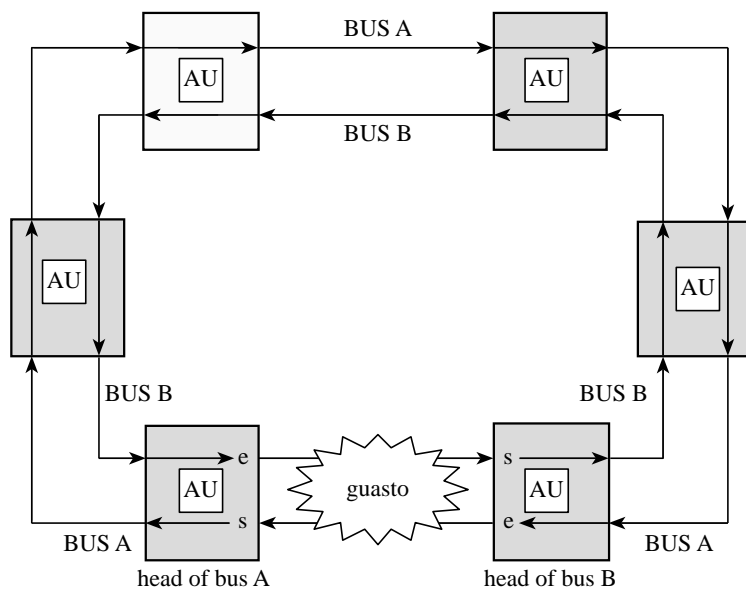 BUS A
AU
AU
BUS B
AU
AU
BUS B
BUS B
e
s
AU
guasto
AU
s
e
BUS A
BUS A
head of bus A
head of bus B